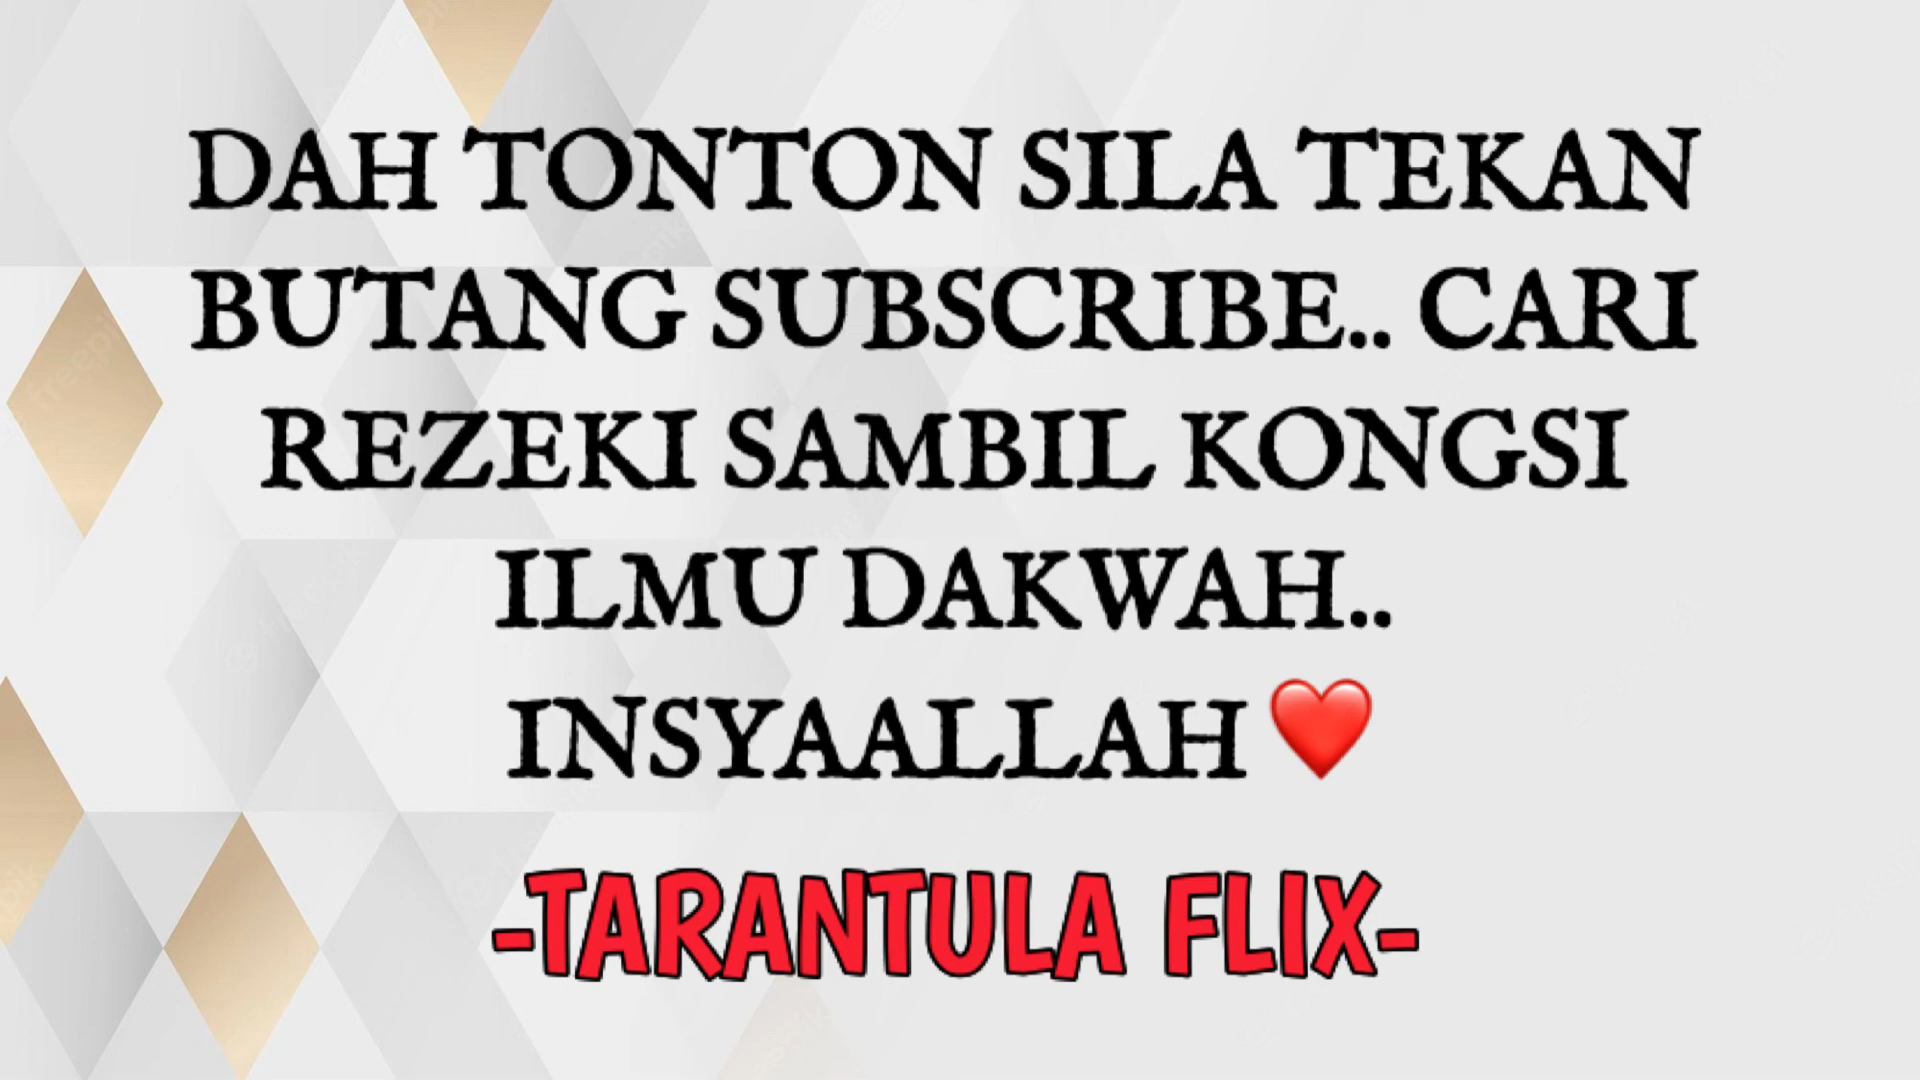 DAH TONTON SILA TEKAN
BUTANG SUBSCRIBE.. CARI
REZEKI SAMBIL KONGSI
ILMU DAKWAH..
INSYAALLAH ❤️
-TARANTULA FLIX-